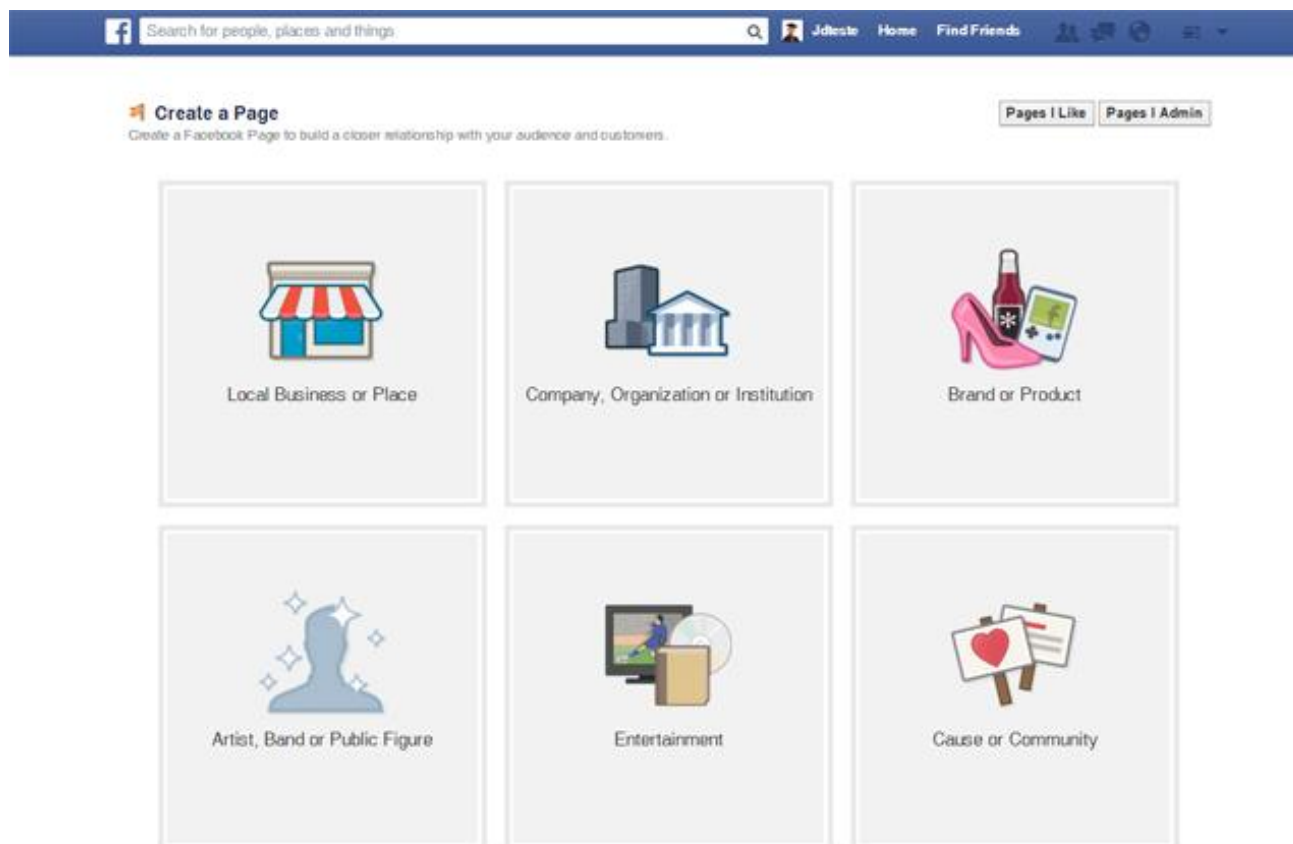 f Search for people, places and things Jdteste Home Find Friends
Create a Page Pages I Like Pages I Admin
Create a Facebook Page to build a closer relationship with your audience and customers.
Local Business or Place Company, Organization or Institution Brand or Product
Artist, Band or Public Figure Entertainment Cause or Community